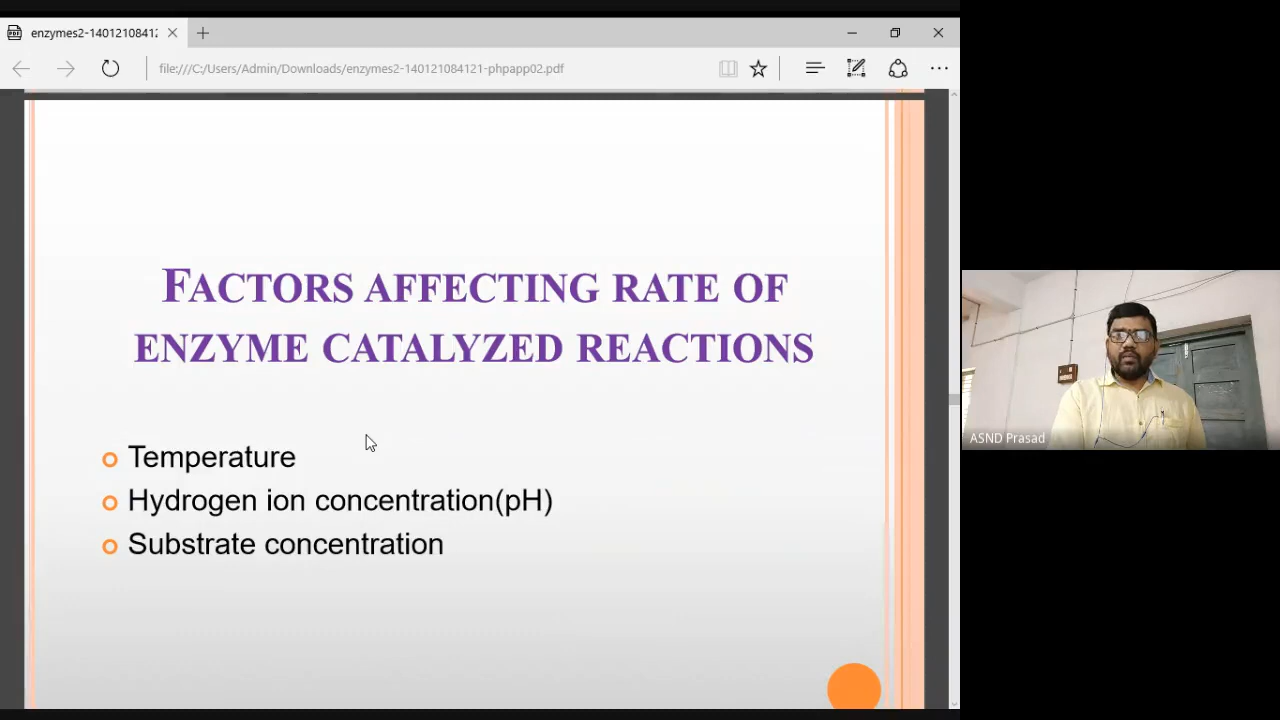 enzymes2-14012108412
file:///C:/Users/Admin/Downloads/enzymes2-140121084121-phpapp02.pdf
FACTORS AFFECTING RATE OF
ENZYME CATALYZED REACTIONS
Temperature
Hydrogen ion concentration(pH)
Substrate concentration
ASND Prasad